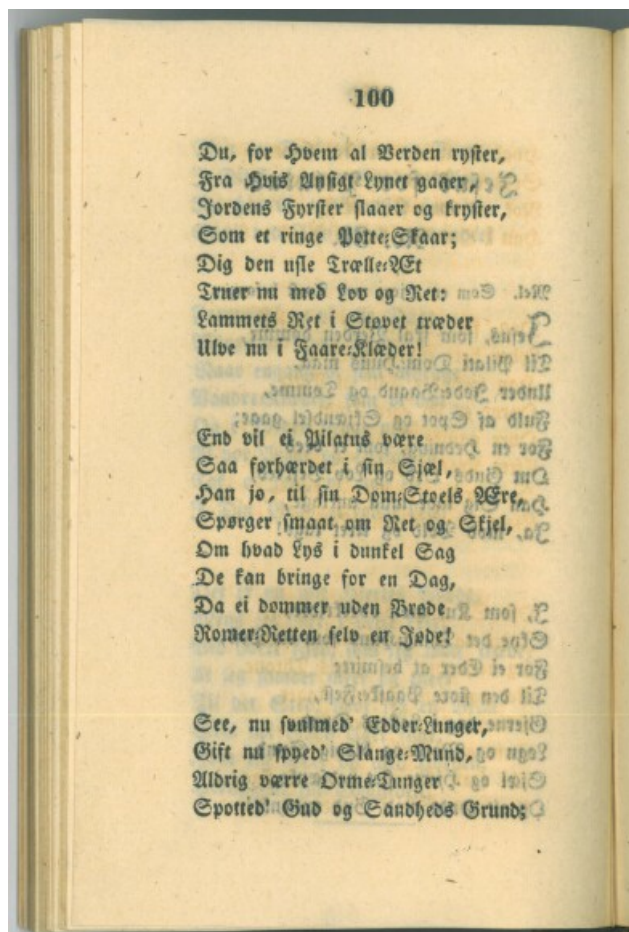 100
Du, for Hvem al Verden ryster,
Fra Hvis Ansigt Lynet gaaer,
Jordens Fyrster slaaer og kryster,
Som et ringe Potte-Skaar;
Dig den usle Trælle-Æt
Truer nu med Lov og Ret:
Lammets Ret i Støvet træder
Ulve nu i Faare-Klæder!
End vil ei Pilatus være
Saa forhærdet i sin Sjæl,
Han jo, til sin Dom-Stoels Ære,
Spørger smaat om Ret og Skjel,
Om hvad Lys i dunkel Sag
De kan bringe for en Dag,
Da ei dømmer uden Brøde
Romer-Retten selv en Jøde!
See, nu svulmed' Edder-Lunger,
Gift nu spyed' Slange-Mund,
Aldrig værre Orme-Tunger
Spotted' Gud og Sandheds Grund;